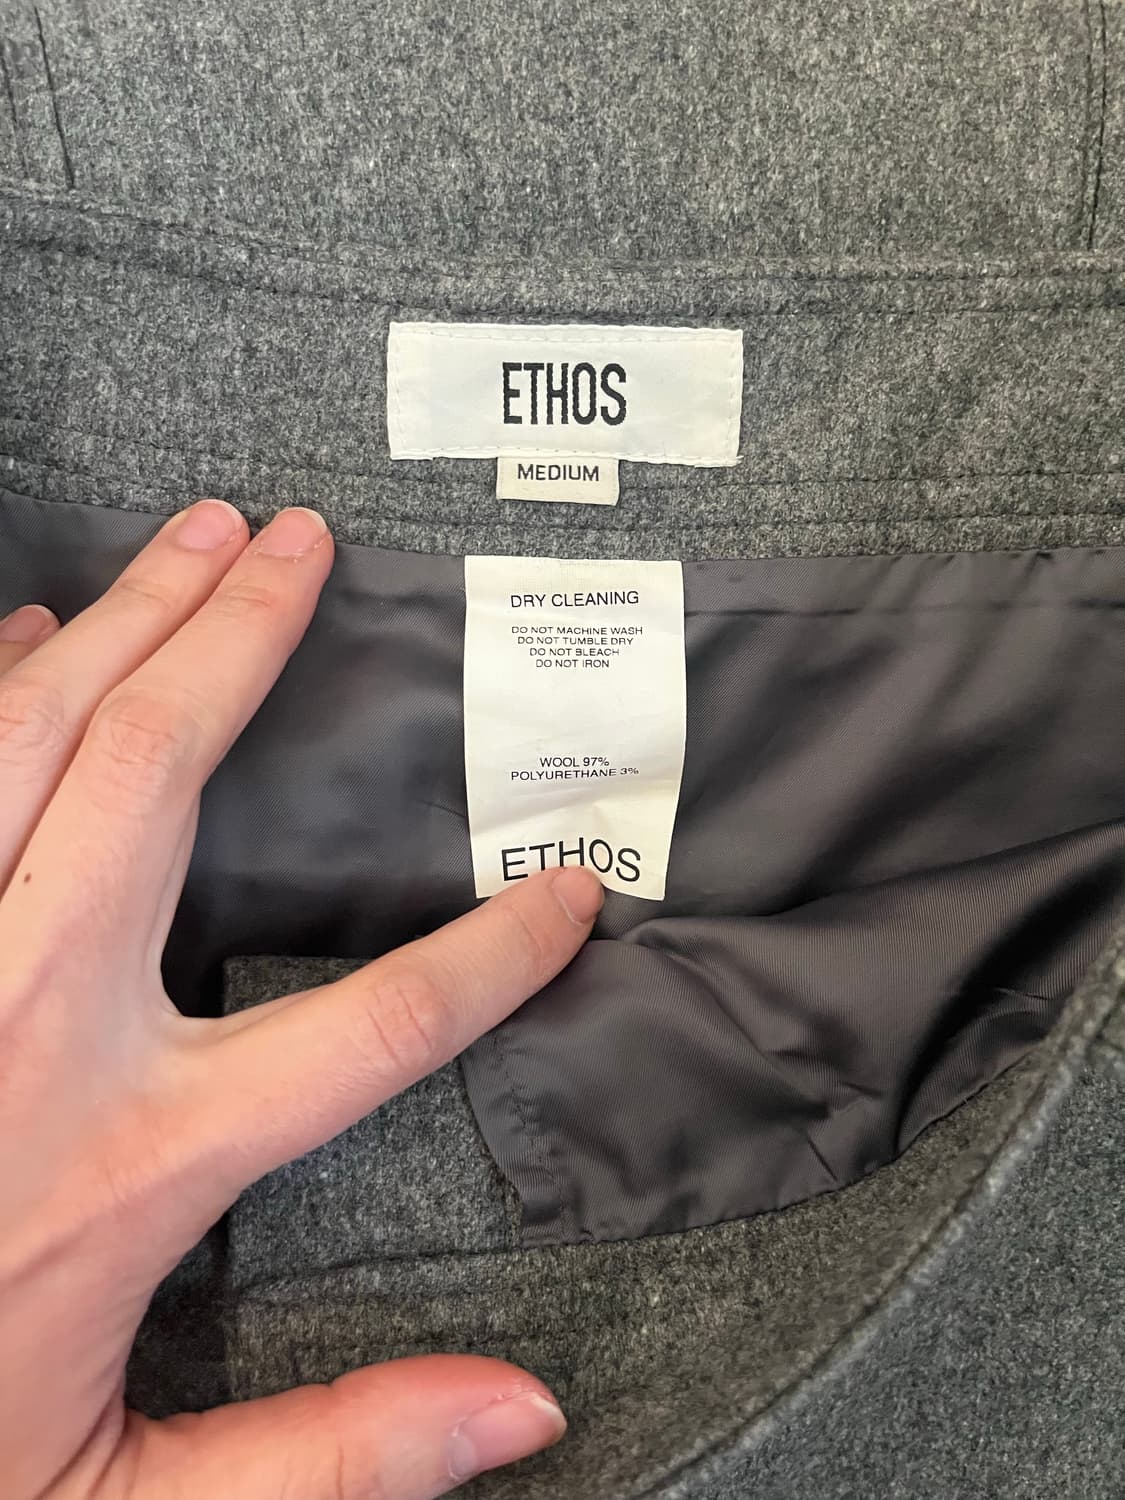 ETHOS
MEDIUM
DRY CLEANING
DO NOT MACHINE WASH
DO NOT TUMBLE DRY
DO NOT BLEACH
DO NOT IRON
WOOL 97%
POLYURETHANE 3%
ETHOS